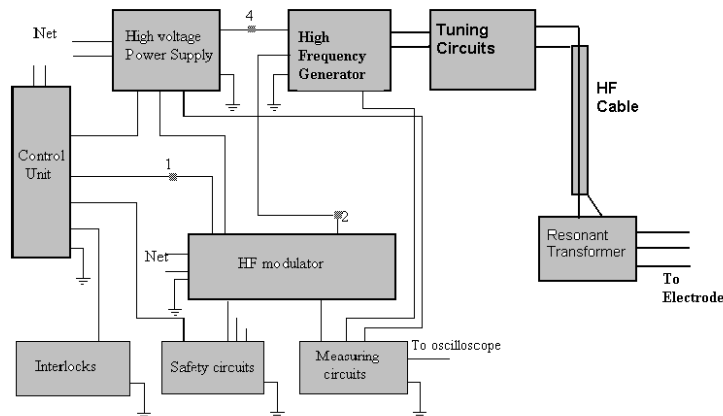 1Net
High voltage
Power Supply
4
High
Frequency
Generator
Tuning
Circuits
HF
Cable
Control
Unit
1
2
Net
HF modulator
Resonant
Transformer
To
Electrode
Interlocks
Safety circuits
Measuring
circuits
To oscilloscope